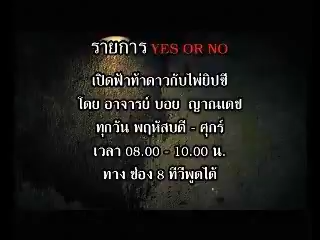 รายการ YES OR NO
เปิดฟ้าท้าดาวกับไพ่ยิปซี
โดย อาจารย์ บอย ญาณเดช
ทุกวัน พฤหัสบดี - ศุกร์
เวลา 08.00 - 10.00 น.
ทาง ช่อง 8 ทีวีพูดได้